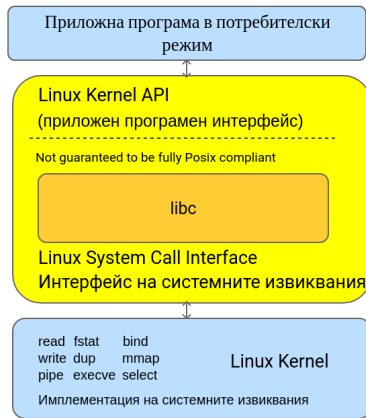 Приложна програма в потребителски
режим
Linux Kernel API
(приложен програмен интерфейс)
Not guaranteed to be fully Posix compliant
libc
Linux System Call Interface
Интерфейс на системните извиквания
read fstat bind
write dup mmap
pipe execve select
Linux Kernel
Имплементация на системните извиквания